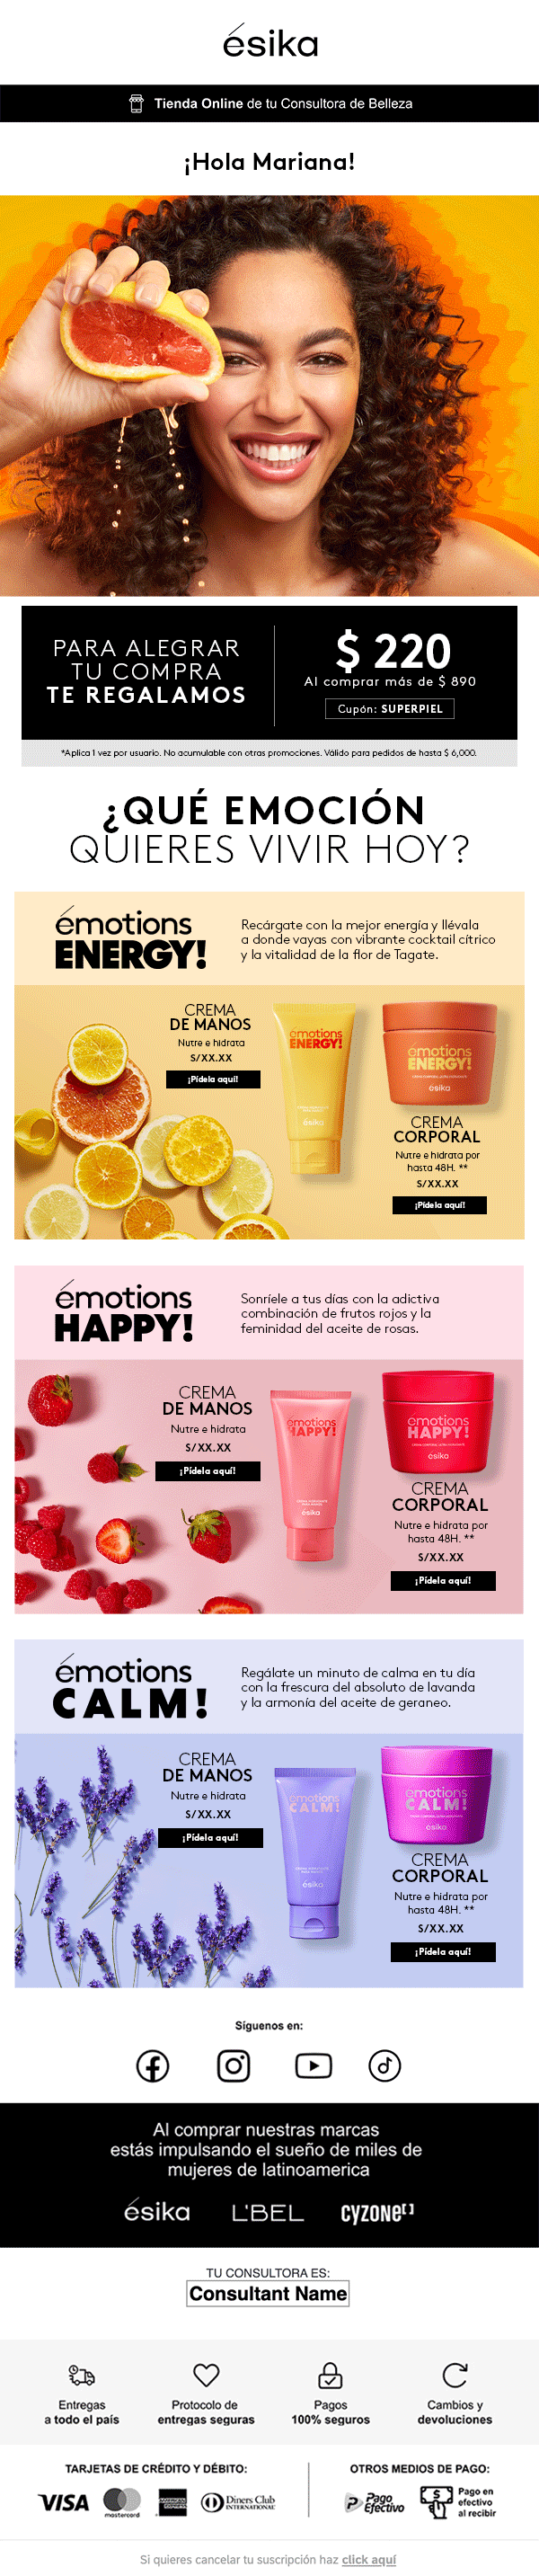 ésika
Tienda Online de tu Consultora de Belleza
¡Hola Mariana!
PARA ALEGRAR
TU COMPRA
TE REGALAMOS
$ 220
Al comprar más de $ 890
Cupón: SUPERPIEL
*Aplica 1 vez por usuario. No acumulable con otras promociones. Válido para pedidos de hasta $ 6,000.
¿QUÉ EMOCIÓN
QUIERES VIVIR HOY?
émotions
ENERGY!
Recárgate con la mejor energía y llévala
a donde vayas con vibrante cocktail cítrico
y la vitalidad de la flor de Tagate.
CREMA
DE MANOS
Nutre e hidrata
S/XX.XX
¡Pídela aquí!
émotions
ENERGY!
ésika
émotions
ENERGY!
ésika
CREMA
CORPORAL
Nutre e hidrata por
hasta 48H. **
S/XX.XX
¡Pídela aquí!
émotions
HAPPY!
Sonríele a tus días con la adictiva
combinación de frutos rojos y la
feminidad del aceite de rosas.
CREMA
DE MANOS
Nutre e hidrata
S/XX.XX
¡Pídela aquí!
émotions
HAPPY!
ésika
émotions
HAPPY!
ésika
CREMA
CORPORAL
Nutre e hidrata por
hasta 48H. **
S/XX.XX
¡Pídela aquí!
émotions
CALM!
Regálate un minuto de calma en tu día
con la frescura del absoluto de lavanda
y la armonía del aceite de geraneo.
CREMA
DE MANOS
Nutre e hidrata
S/XX.XX
¡Pídela aquí!
émotions
CALM!
ésika
émotions
CALM!
ésika
CREMA
CORPORAL
Nutre e hidrata por
hasta 48H. **
S/XX.XX
¡Pídela aquí!
Síguenos en:
Al comprar nuestras marcas
estás impulsando el sueño de miles de
mujeres de latinoamerica
ésika L'BEL CYZONE[]
TU CONSULTORA ES:
Consultant Name
Entregas
a todo el país
Protocolo de
entregas seguras
Pagos
100% seguros
Cambios y
devoluciones
TARJETAS DE CRÉDITO Y DÉBITO:
VISA mastercard AMERICAN EXPRESS Diners Club INTERNATIONAL
OTROS MEDIOS DE PAGO:
Pago Efectivo
Pago en
efectivo
al recibir
Si quieres cancelar tu suscripción haz click aquí